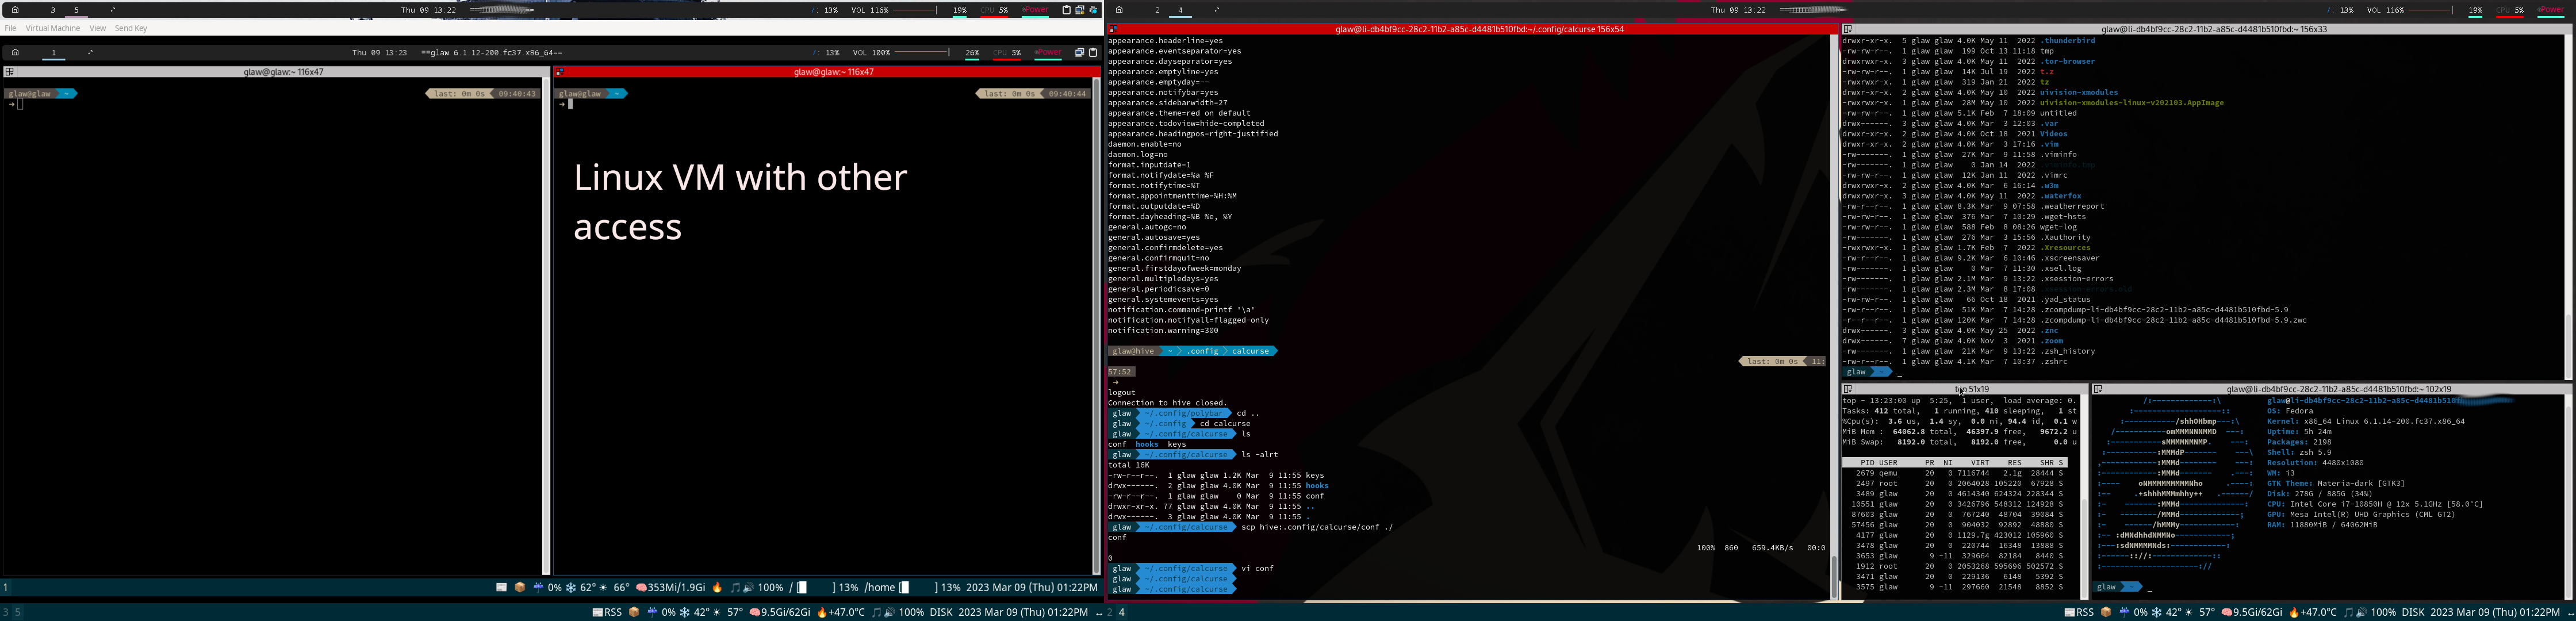 3 5 Thu 09 13:22 /: 13% VOL 116% 19% CPU 5% Power
File Virtual Machine View Send Key
1 Thu 09 13:23 ==glaw 6.1.12-200.fc37.x86_64== /: 13% VOL 100% 26% CPU 5% Power
glaw@glaw:~ 116x47
glaw@glaw ~ last: 0m 0s 09:40:43
➜
glaw@glaw:~ 116x47
glaw@glaw ~ last: 0m 0s 09:40:44
➜
Linux VM with other
access
1 0% 62° 66° 353Mi/1.9Gi 100% / [ ] 13% /home [ ] 13% 2023 Mar 09 (Thu) 01:22PM
3 5 RSS 0% 42° 57° 9.5Gi/62Gi +47.0°C 100% DISK 2023 Mar 09 (Thu) 01:22PM
2 4 Thu 09 13:22 /: 13% VOL 116% 19% CPU 5% Power
glaw@li-db4bf9cc-28c2-11b2-a85c-d4481b510fbd:~/.config/calcurse 156x54
appearance.headerline=yes
appearance.eventseparator=yes
appearance.dayseparator=yes
appearance.emptyline=yes
appearance.emptyday=--
appearance.notifybar=yes
appearance.sidebarwidth=27
appearance.theme=red on default
appearance.todoview=hide-completed
appearance.headingpos=right-justified
daemon.enable=no
daemon.log=no
format.inputdate=1
format.notifydate=%a %F
format.notifytime=%T
format.appointmenttime=%H:%M
format.outputdate=%D
format.dayheading=%B %e, %Y
general.autogc=no
general.autosave=yes
general.confirmdelete=yes
general.confirmquit=no
general.firstdayofweek=monday
general.multipledays=yes
general.periodicsave=0
general.systemevents=yes
notification.command=printf '\a'
notification.notifyall=flagged-only
notification.warning=300
glaw@hive ~ .config calcurse
last: 0m 0s 11:
57:52
➜
logout
Connection to hive closed.
glaw ~/.config/polybar cd ..
glaw ~/.config cd calcurse
glaw ~/.config/calcurse ls
conf hooks keys
glaw ~/.config/calcurse ls -alrt
total 16K
-rw-r--r--. 1 glaw glaw 1.2K Mar 9 11:55 keys
drwx------. 2 glaw glaw 4.0K Mar 9 11:55 hooks
-rw-r--r--. 1 glaw glaw 0 Mar 9 11:55 conf
drwxr-xr-x. 77 glaw glaw 4.0K Mar 9 11:55 ..
drwx------. 3 glaw glaw 4.0K Mar 9 11:55 .
glaw ~/.config/calcurse scp hive:.config/calcurse/conf ./
conf
100% 860 659.4KB/s 00:0
0
glaw ~/.config/calcurse vi conf
glaw ~/.config/calcurse
glaw ~/.config/calcurse
glaw@li-db4bf9cc-28c2-11b2-a85c-d4481b510fbd:~ 156x33
drwxr-xr-x. 5 glaw glaw 4.0K May 11 2022 .thunderbird
-rw-rw-r--. 1 glaw glaw 199 Oct 13 11:18 tmp
drwxr-xr-x. 3 glaw glaw 4.0K May 11 2022 .tor-browser
-rw-rw-r--. 1 glaw glaw 14K Jul 19 2022 t.z
-rwxrwxr-x. 1 glaw glaw 319 Jan 21 2022 tz
drwxrwxr-x. 2 glaw glaw 4.0K May 10 2022 uivision-xmodules
-rwxrwxr-x. 1 glaw glaw 28M May 10 2022 uivision-xmodules-linux-v202103.AppImage
-rw-rw-r--. 1 glaw glaw 5.1K Feb 7 18:09 untitled
drwx------. 3 glaw glaw 4.0K Mar 3 12:03 .var
drwxr-xr-x. 2 glaw glaw 4.0K Oct 18 2021 Videos
drwxr-xr-x. 2 glaw glaw 4.0K Mar 3 17:16 .vim
-rw-------. 1 glaw glaw 27K Mar 9 11:58 .viminfo
-rw-------. 1 glaw glaw 0 Jan 14 2022
-rw-------. 1 glaw glaw 12K Jan 11 2022 .vimrc
drwxrwxr-x. 2 glaw glaw 4.0K Mar 6 16:14 .w3m
drwxrwxr-x. 3 glaw glaw 4.0K May 11 2022 .waterfox
-rw-r--r--. 1 glaw glaw 8.3K Mar 9 07:58 .weatherreport
-rw-rw-r--. 1 glaw glaw 376 Mar 7 10:29 .wget-hsts
-rw-rw-r--. 1 glaw glaw 588 Feb 8 08:26 wget-log
-rw-------. 1 glaw glaw 276 Mar 3 15:56 .Xauthority
-rwxrwxr-x. 1 glaw glaw 1.7K Feb 7 2022 .Xresources
-rw-rw-r--. 1 glaw glaw 9.2K Mar 6 10:46 .xscreensaver
-rw-------. 1 glaw glaw 0 Mar 7 11:30 .xsel.log
-rw-------. 1 glaw glaw 2.1M Mar 9 13:22 .xsession-errors
-rw-------. 1 glaw glaw 2.3M Mar 8 17:08 .xsession-errors.old
-rw-rw-r--. 1 glaw glaw 66 Oct 18 2021 .yad_status
-rw-rw-r--. 1 glaw glaw 51K Mar 7 14:28 .zcompdump-li-db4bf9cc-28c2-11b2-a85c-d4481b510fbd-5.9
-r--r--r--. 1 glaw glaw 120K Mar 7 14:28 .zcompdump-li-db4bf9cc-28c2-11b2-a85c-d4481b510fbd-5.9.zwc
drwx------. 3 glaw glaw 4.0K May 25 2022 .znc
drwx------. 7 glaw glaw 4.0K Nov 3 2021 .zoom
-rw-------. 1 glaw glaw 21K Mar 9 13:22 .zsh_history
-rw-r--r--. 1 glaw glaw 4.1K Mar 7 10:37 .zshrc
glaw ~
top 51x19
top - 13:23:00 up 5:25, 1 user, load average: 0.
Tasks: 412 total, 1 running, 410 sleeping, 1 st
%Cpu(s): 3.6 us, 1.4 sy, 0.0 ni, 94.4 id, 0.1 w
MiB Mem : 64062.8 total, 46397.9 free, 9672.2 u
MiB Swap: 8192.0 total, 8192.0 free, 0.0 u
PID USER PR NI VIRT RES SHR S
2679 qemu 20 0 7116744 2.1g 28444 S
2497 root 20 0 2064028 105220 67928 S
3489 glaw 20 0 4614340 624324 228344 S
10551 glaw 20 0 3426796 548312 124928 S
87603 glaw 20 0 767240 48704 39084 S
57456 glaw 20 0 904032 92892 48880 S
4177 glaw 20 0 1129.7g 423012 105960 S
3478 glaw 20 0 220744 16348 13888 S
3653 glaw 9 -11 329664 82184 8440 S
1912 root 20 0 2053268 595696 502572 S
3471 glaw 20 0 229136 6148 5392 S
3575 glaw 9 -11 297660 21548 8852 S
glaw@li-db4bf9cc-28c2-11b2-a85c-d4481b510fbd:~ 102x19
glaw@li-db4bf9cc-28c2-11b2-a85c-d4481b510
OS: Fedora
Kernel: x86_64 Linux 6.1.14-200.fc37.x86_64
Uptime: 5h 24m
Packages: 2198
Shell: zsh 5.9
Resolution: 4480x1080
WM: i3
GTK Theme: Materia-dark [GTK3]
Disk: 278G / 885G (34%)
CPU: Intel Core i7-10850H @ 12x 5.1GHz [58.0°C]
GPU: Mesa Intel(R) UHD Graphics (CML GT2)
RAM: 11880MiB / 64062MiB
glaw ~
2 4 RSS 0% 42° 57° 9.5Gi/62Gi +47.0°C 100% DISK 2023 Mar 09 (Thu) 01:22PM